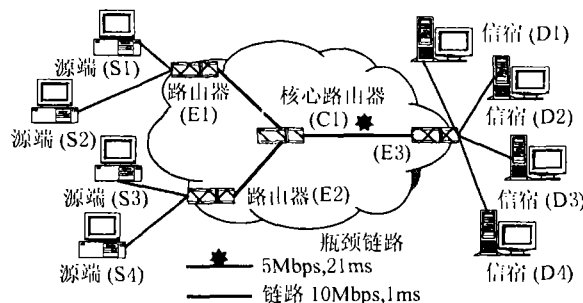 源端(S1)
源端(S2)
源端(S3)
源端(S4)
路由器
(E1)
路由器(E2)
核心路由器
(C1)
(E3)
信宿(D1)
信宿
(D2)
信宿(D3)
信宿(D4)
瓶颈链路
5Mbps,21ms
链路 10Mbps,1ms